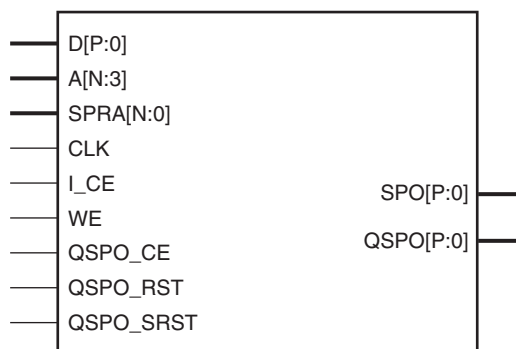 D[P:0]
A[N:3]
SPRA[N:0]
CLK
I_CE
WE
QSPO_CE
QSPO_RST
QSPO_SRST
SPO[P:0]
QSPO[P:0]